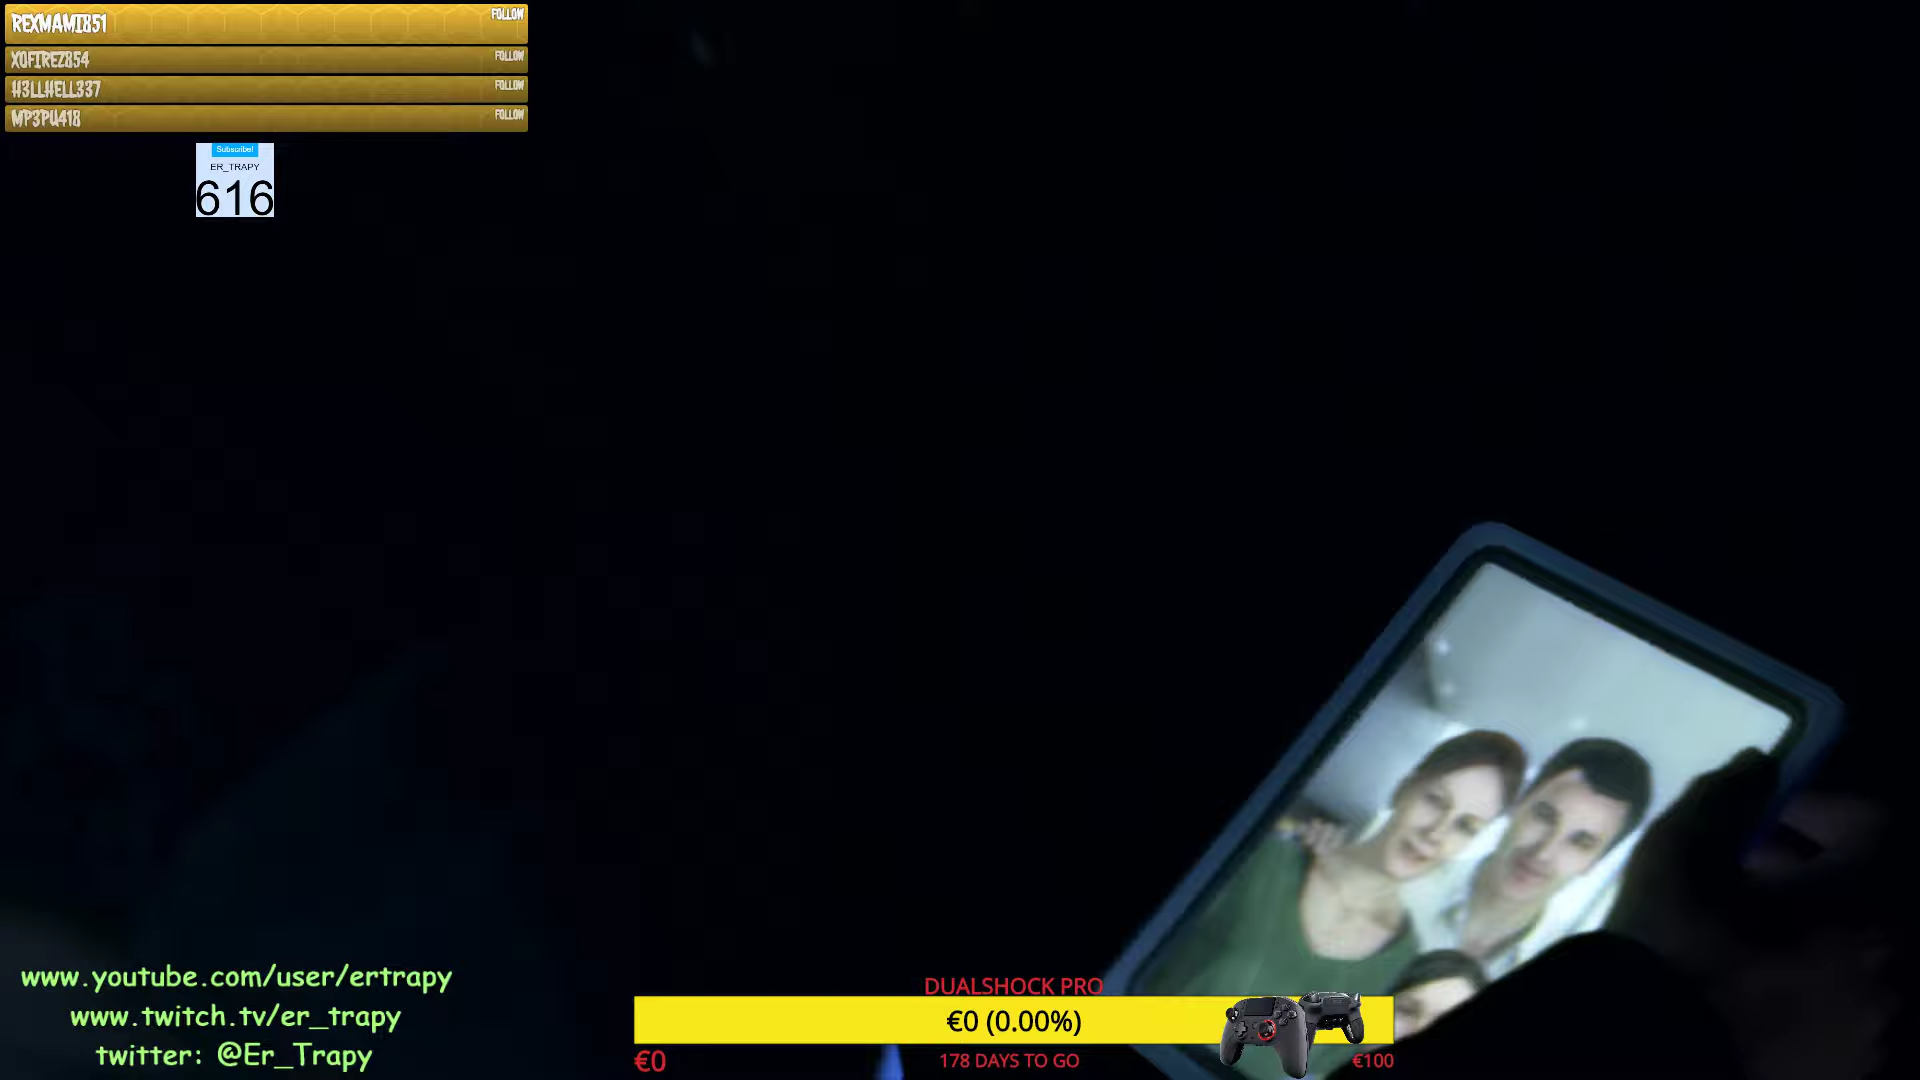 REXMAMI851 FOLLOW
XOFIREZ854 FOLLOW
H3LLHELL337 FOLLOW
MP3PU418 FOLLOW
Subscribe!
ER_TRAPY
616
www.youtube.com/user/ertrapy
www.twitch.tv/er_trapy
twitter: @Er_Trapy
DUALSHOCK PRO
€0 (0.00%)
€0 178 DAYS TO GO €100